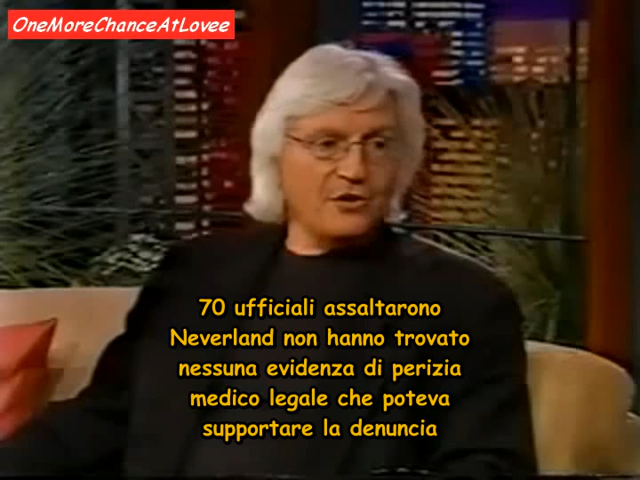 OneMoreChanceAtLovee
70 ufficiali assaltarono
Neverland non hanno trovato
nessuna evidenza di perizia
medico legale che poteva
supportare la denuncia